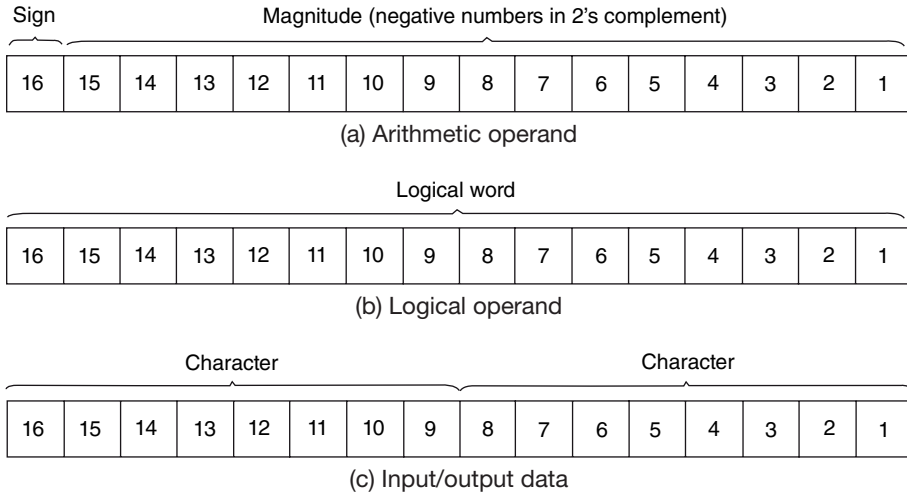 Sign Magnitude (negative numbers in 2's complement)
16 15 14 13 12 11 10 9 8 7 6 5 4 3 2 1
(a) Arithmetic operand
Logical word
16 15 14 13 12 11 10 9 8 7 6 5 4 3 2 1
(b) Logical operand
Character Character
16 15 14 13 12 11 10 9 8 7 6 5 4 3 2 1
(c) Input/output data